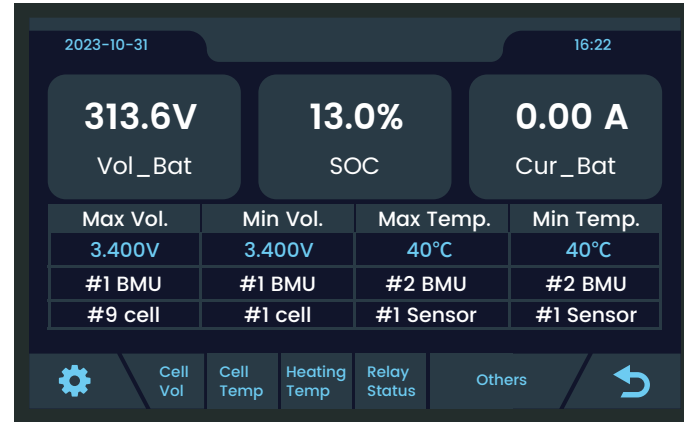 2023-10-31 16:22
313.6V 13.0% 0.00 A
Vol_Bat SOC Cur_Bat
Max Vol. Min Vol. Max Temp. Min Temp.
3.400V 3.400V 40℃ 40℃
#1 BMU #1 BMU #2 BMU #2 BMU
#9 cell #1 cell #1 Sensor #1 Sensor
Cell Vol Cell Temp Heating Temp Relay Status Others